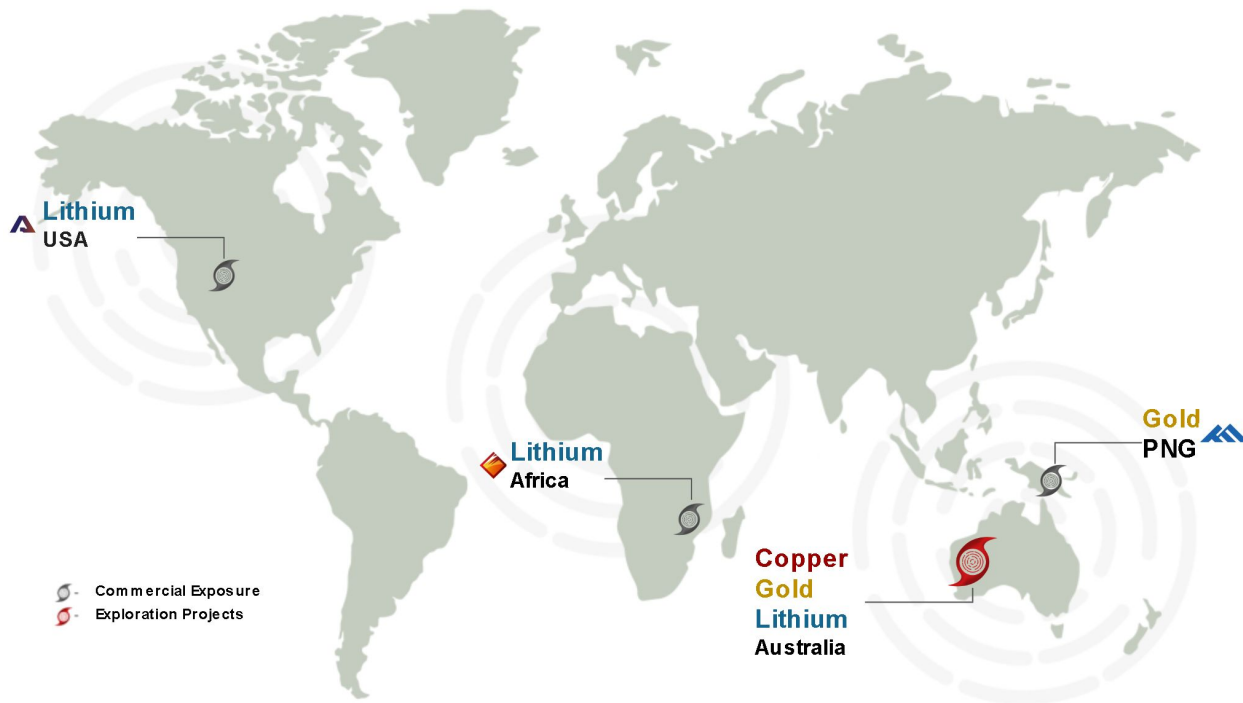 Lithium
USA
Gold
PNG
Lithium
Africa
Copper
Gold
Lithium
Australia
Commercial Exposure
Exploration Projects